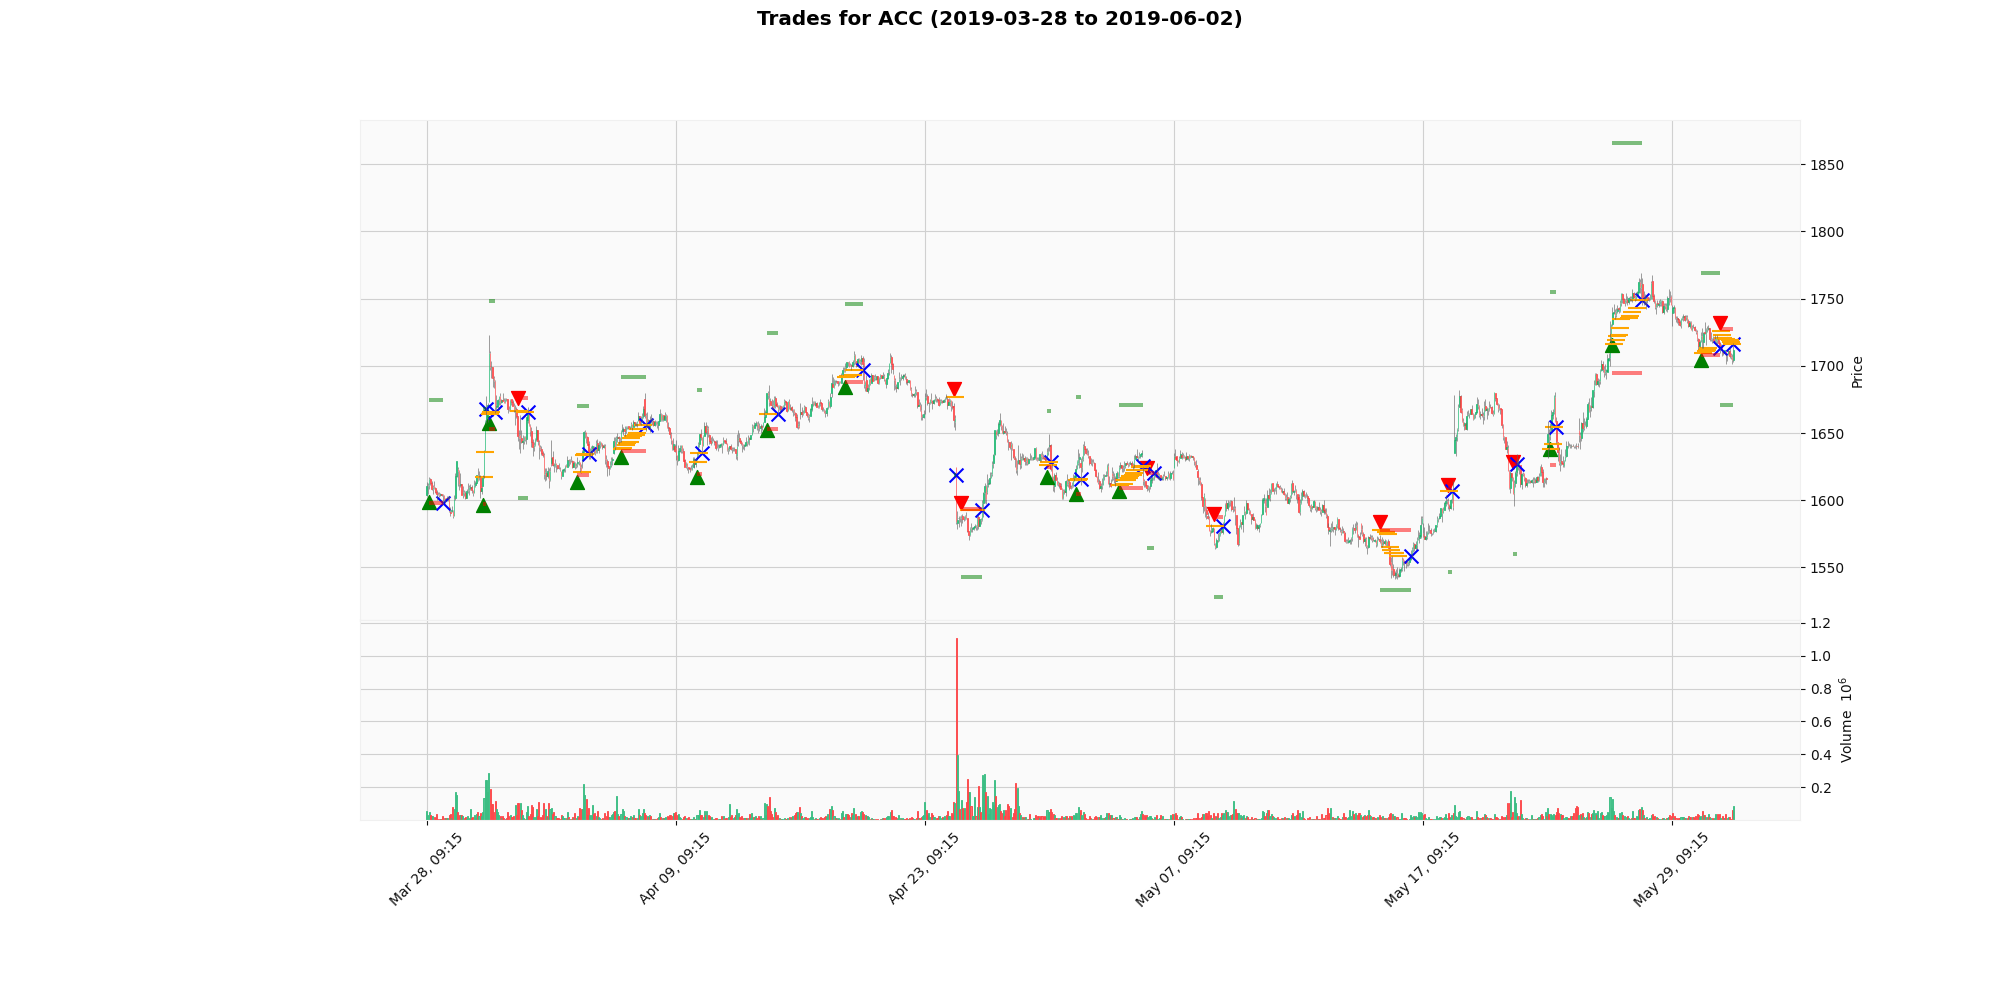 Trades for ACC (2019-03-28 to 2019-06-02)
1850
1800
1750
1700
1650
1600
1550
Price
1.2
1.0
0.8
0.6
0.4
0.2
Volume 10^6
Mar 28, 09:15
Apr 09, 09:15
Apr 23, 09:15
May 07, 09:15
May 17, 09:15
May 29, 09:15